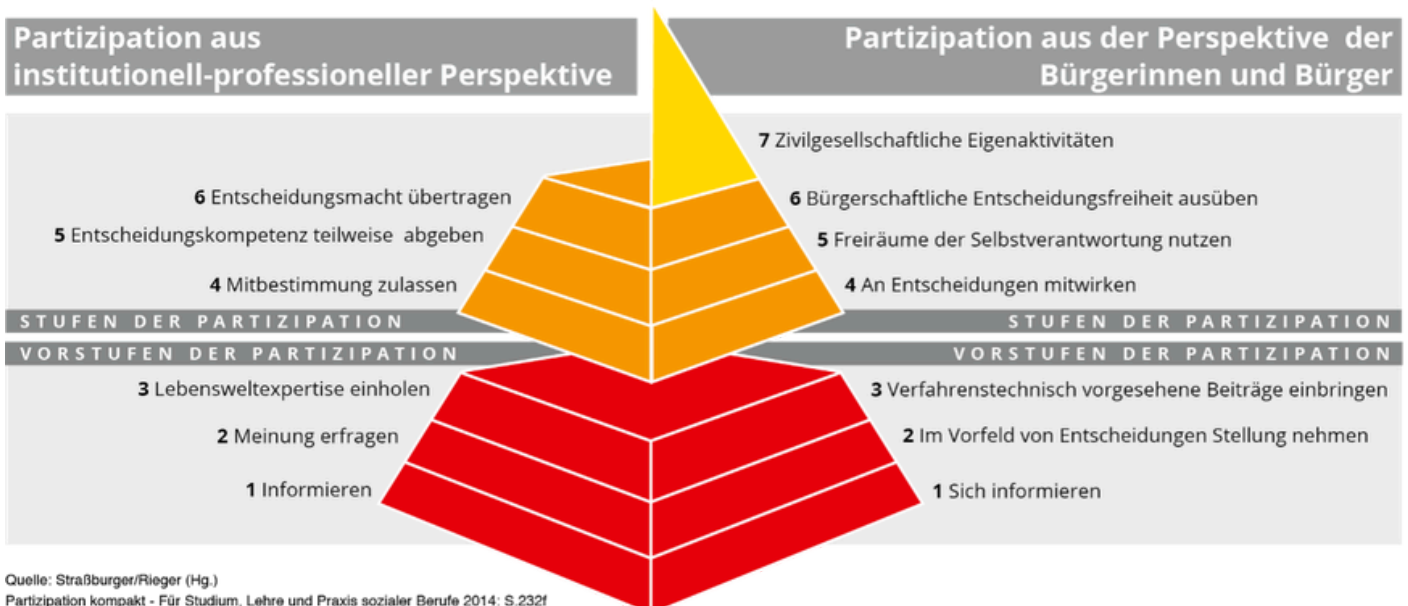 Partizipation aus
institutionell-professioneller Perspektive
Partizipation aus der Perspektive der
Bürgerinnen und Bürger
6 Entscheidungsmacht übertragen
5 Entscheidungskompetenz teilweise abgeben
4 Mitbestimmung zulassen
STUFEN DER PARTIZIPATION
VORSTUFEN DER PARTIZIPATION
3 Lebensweltexpertise einholen
2 Meinung erfragen
1 Informieren
7 Zivilgesellschaftliche Eigenaktivitäten
6 Bürgerschaftliche Entscheidungsfreiheit ausüben
5 Freiräume der Selbstverantwortung nutzen
4 An Entscheidungen mitwirken
STUFEN DER PARTIZIPATION
VORSTUFEN DER PARTIZIPATION
3 Verfahrenstechnisch vorgesehene Beiträge einbringen
2 Im Vorfeld von Entscheidungen Stellung nehmen
1 Sich informieren
Quelle: Straßburger/Rieger (Hg.)
Partizipation kompakt - Für Studium, Lehre und Praxis sozialer Berufe 2014; S.232f